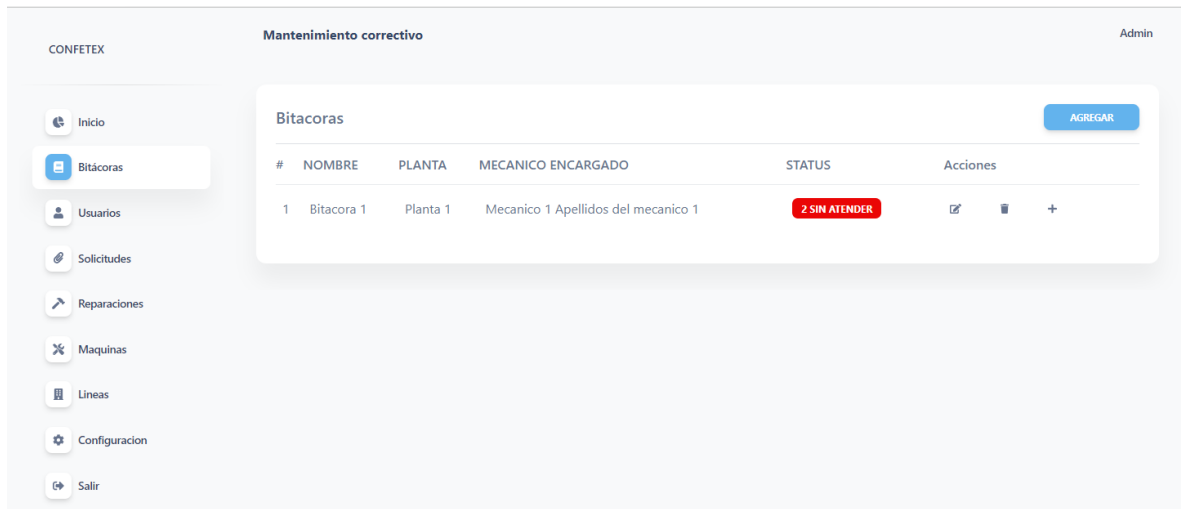 CONFETEX
Mantenimiento correctivo
Admin
Inicio
Bitácoras
Usuarios
Solicitudes
Reparaciones
Maquinas
Lineas
Configuracion
Salir
Bitacoras
AGREGAR
# NOMBRE PLANTA MECANICO ENCARGADO STATUS Acciones
1 Bitacora 1 Planta 1 Mecanico 1 Apellidos del mecanico 1 2 SIN ATENDER